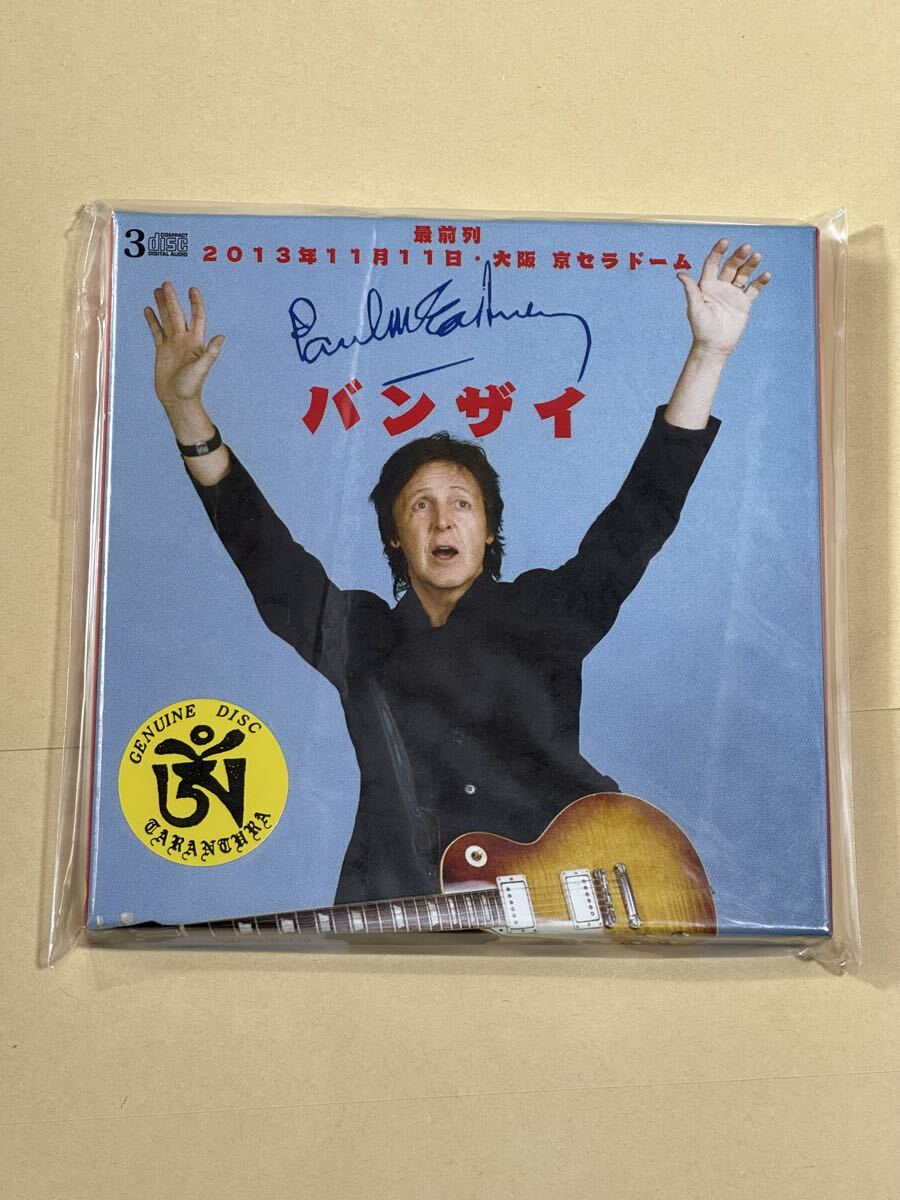 3 COMPACT disc DIGITAL AUDIO
最前列
2013年11月11日・大阪 京セラドーム
Paul McCartney
バンザイ
GENUINE DISC
TARANTURA